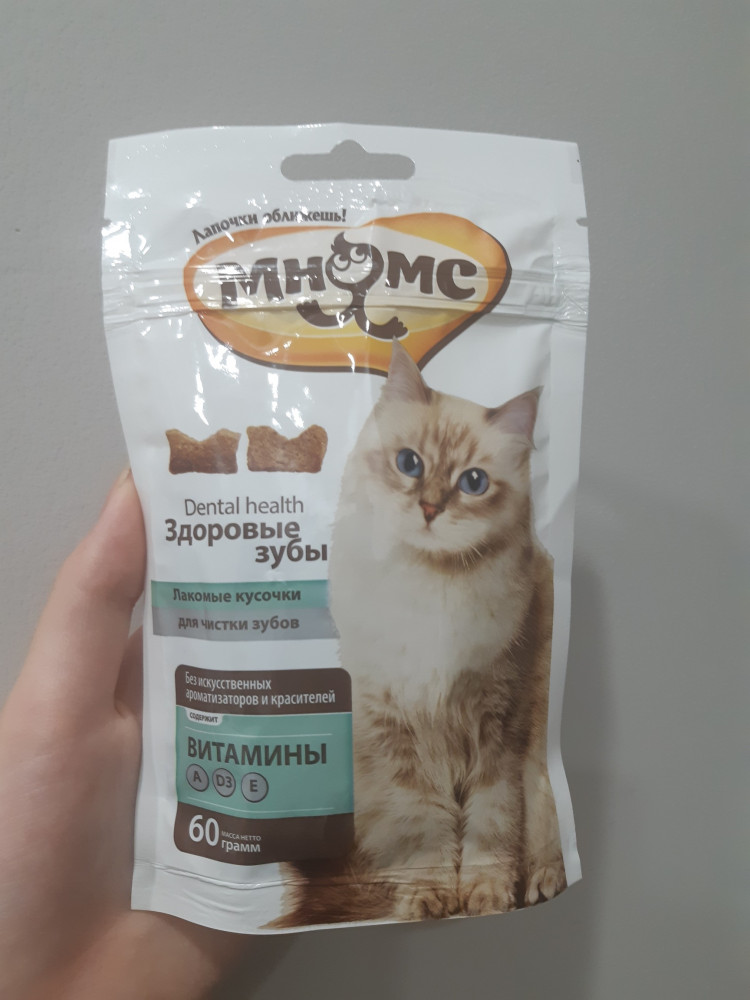 Лапочки оближешь!
МНЯМС
Dental health
Здоровые
зубы
Лакомые кусочки
для чистки зубов
Без искусственных
ароматизаторов и красителей
СОДЕРЖИТ
ВИТАМИНЫ
A D3 E
60 МАССА НЕТТО
грамм